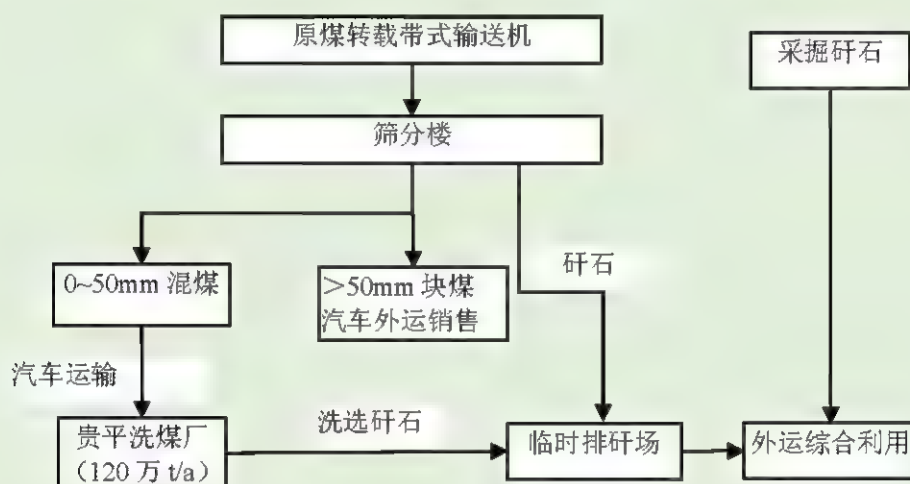 原煤转载带式输送机
采掘矸石
筛分楼
矸石
0~50mm 混煤
>50mm 块煤
汽车外运销售
汽车运输
洗选矸石
贵平洗煤厂
（120 万 t/a）
临时排矸场
外运综合利用